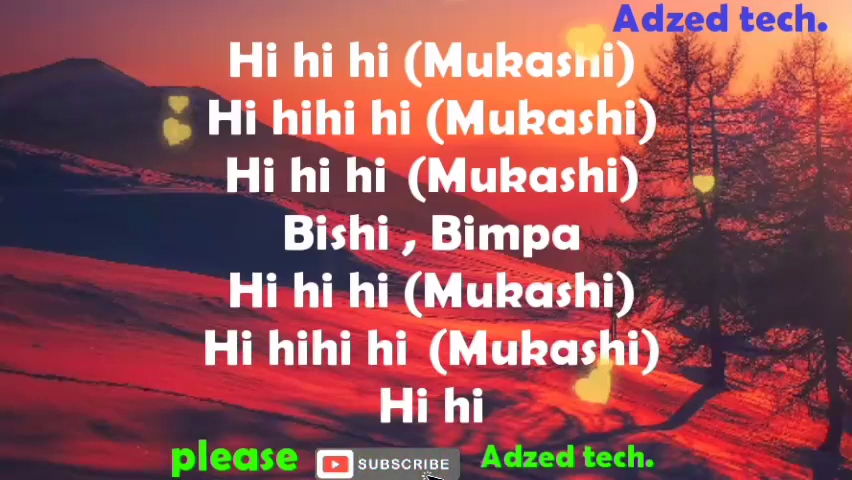 Adzed tech.
Hi hi hi (Mukashi)
Hi hihi hi (Mukashi)
Hi hi hi (Mukashi)
Bishi , Bimpa
Hi hi hi (Mukashi)
Hi hihi hi (Mukashi)
Hi hi
please SUBSCRIBE Adzed tech.